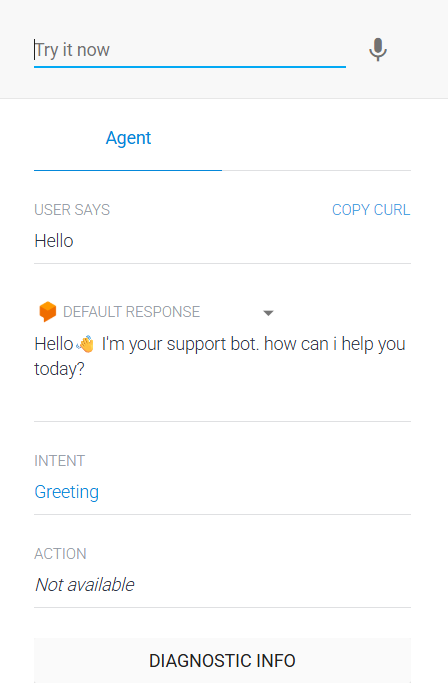 Try it now
Agent
USER SAYS COPY CURL
Hello
DEFAULT RESPONSE
Hello👋 I'm your support bot. how can i help you
today?
INTENT
Greeting
ACTION
Not available
DIAGNOSTIC INFO